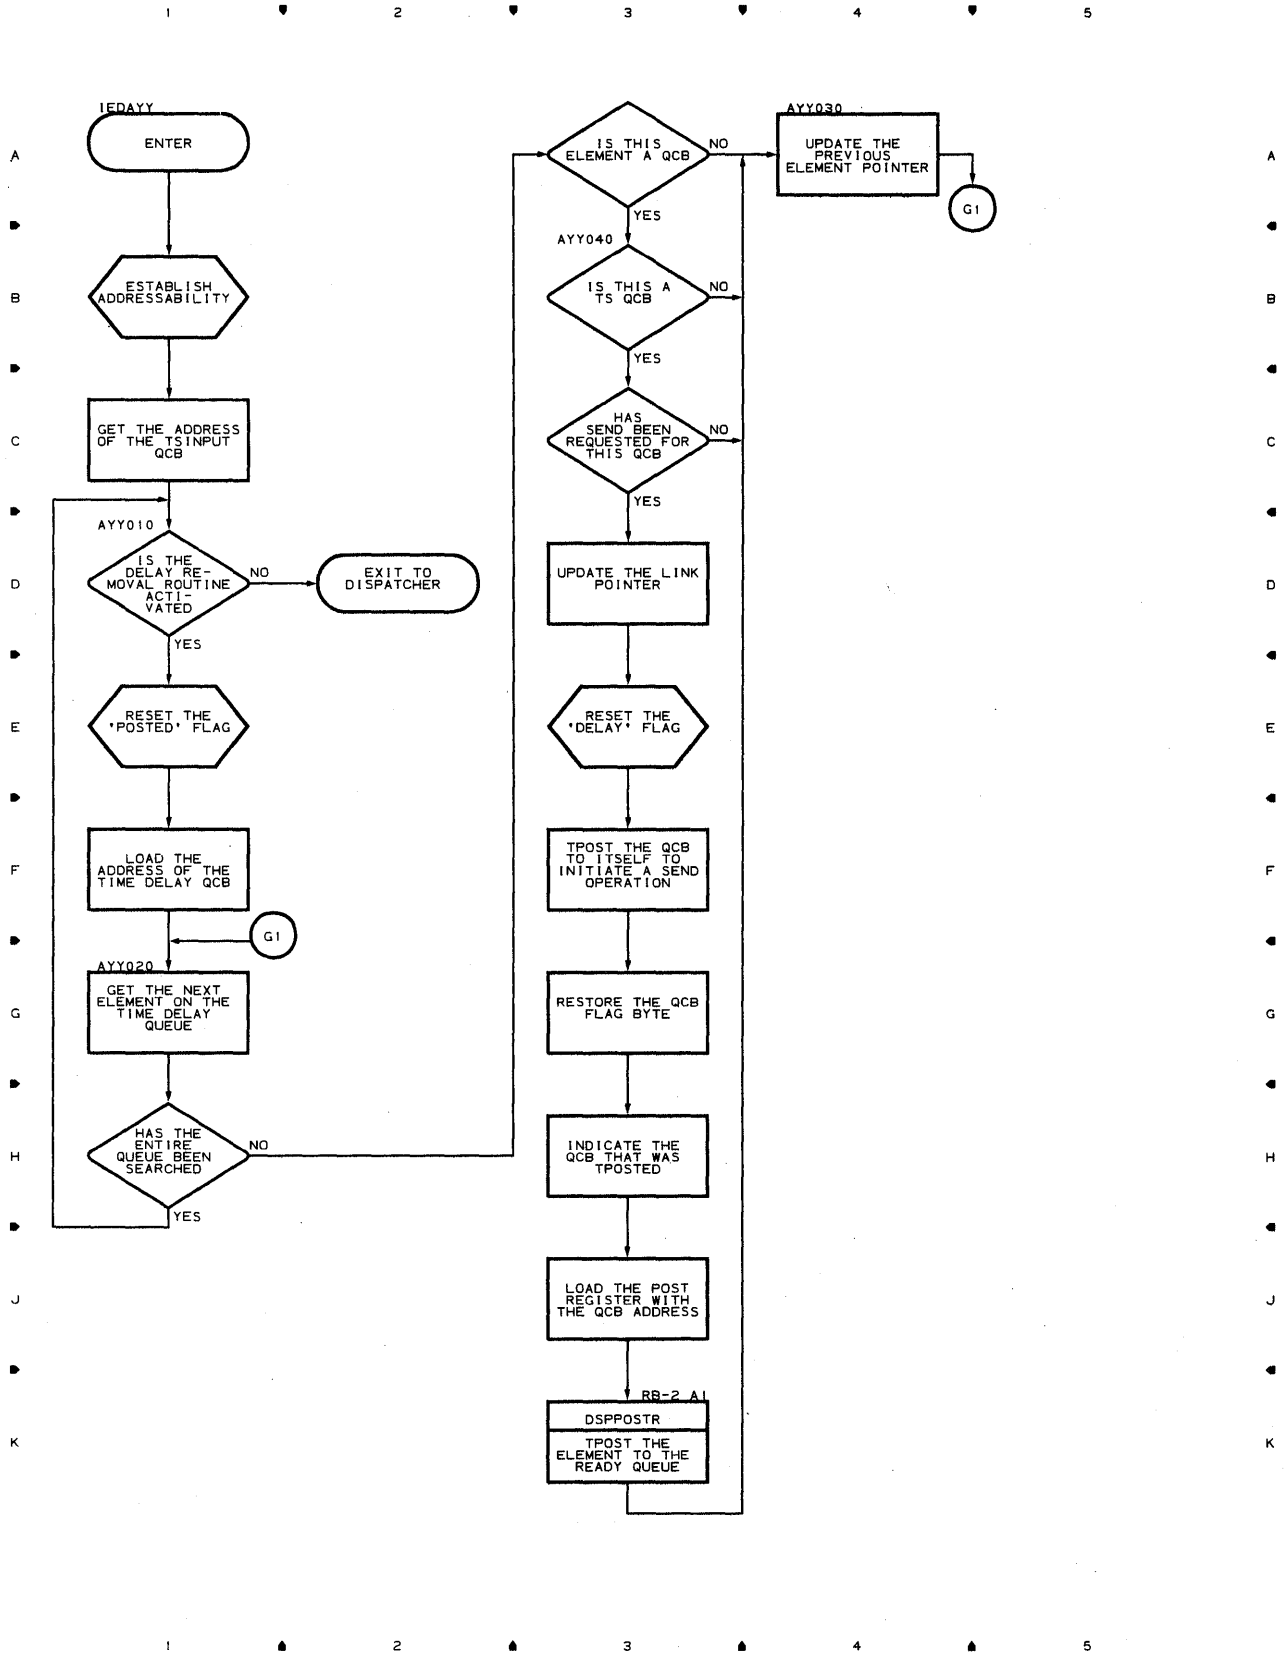 1 2 3 4 5
IEDAYY
ENTER
A
ESTABLISH
ADDRESSABILITY
B
GET THE ADDRESS
OF THE TSINPUT
QCB
C
AYY010
IS THE
DELAY RE-
MOVAL ROUTINE
ACTI-
VATED
NO
YES
D
EXIT TO
DISPATCHER
RESET THE
'POSTED' FLAG
E
LOAD THE
ADDRESS OF THE
TIME DELAY QCB
F
G1
AYY020
GET THE NEXT
ELEMENT ON THE
TIME DELAY
QUEUE
G
HAS THE
ENTIRE
QUEUE BEEN
SEARCHED
NO
YES
H
J
K
IS THIS
ELEMENT A QCB
NO
YES
AYY030
UPDATE THE
PREVIOUS
ELEMENT POINTER
G1
A
AYY040
IS THIS A
TS QCB
NO
YES
B
HAS
SEND BEEN
REQUESTED FOR
THIS QCB
NO
YES
C
UPDATE THE LINK
POINTER
D
RESET THE
'DELAY' FLAG
E
TPOST THE QCB
TO ITSELF TO
INITIATE A SEND
OPERATION
F
RESTORE THE QCB
FLAG BYTE
G
INDICATE THE
QCB THAT WAS
TPOSTED
H
LOAD THE POST
REGISTER WITH
THE QCB ADDRESS
J
RB-2 A1
DSPPOSTR
TPOST THE
ELEMENT TO THE
READY QUEUE
K
1 2 3 4 5